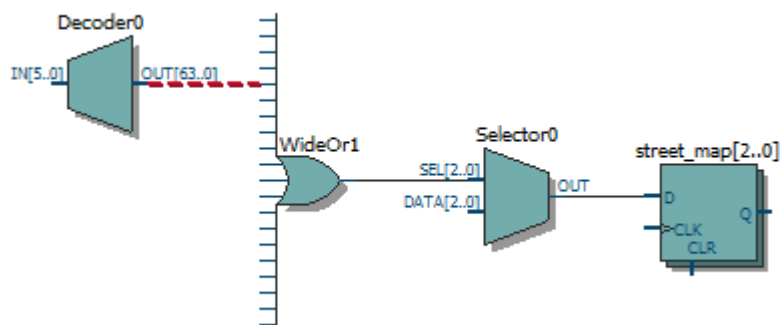 Decoder0
IN[5..0]
OUT[63..0]
WideOr1
Selector0
SEL[2..0]
DATA[2..0]
OUT
street_map[2..0]
D
CLK
CLR
Q